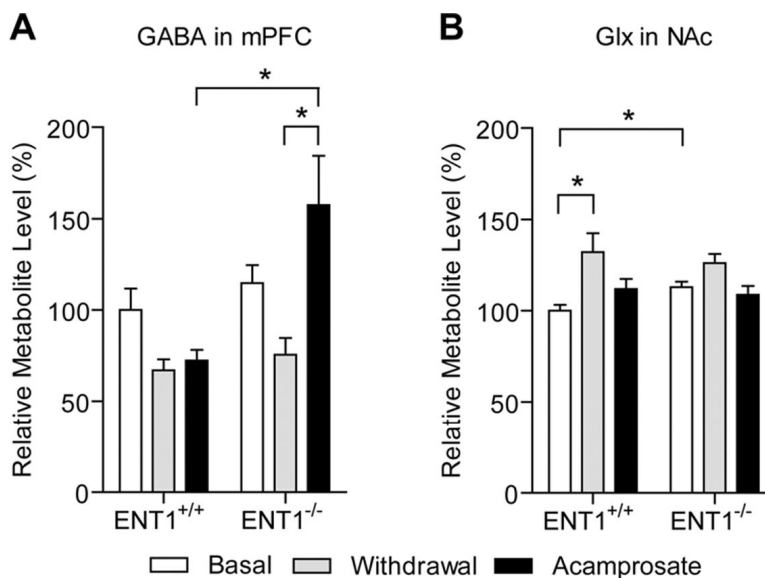 A
GABA in mPFC
*
*
200
150
100
50
0
Relative Metabolite Level (%)
ENT1+/+
ENT1-/-
B
Glx in NAc
*
*
200
150
100
50
0
Relative Metabolite Level (%)
ENT1+/+
ENT1-/-
Basal
Withdrawal
Acamprosate